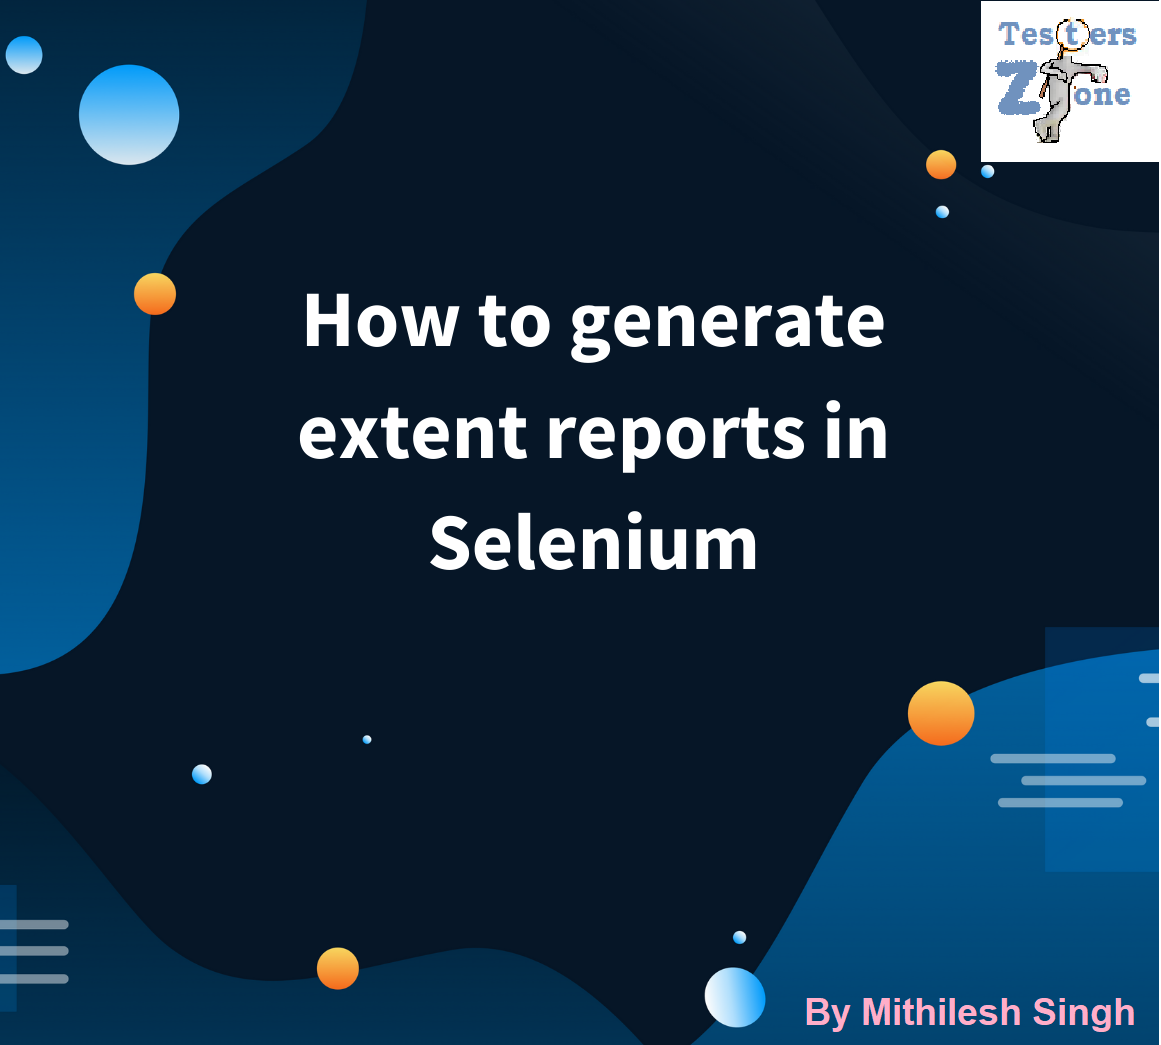 Testers
Zone
How to generate
extent reports in
Selenium
By Mithilesh Singh